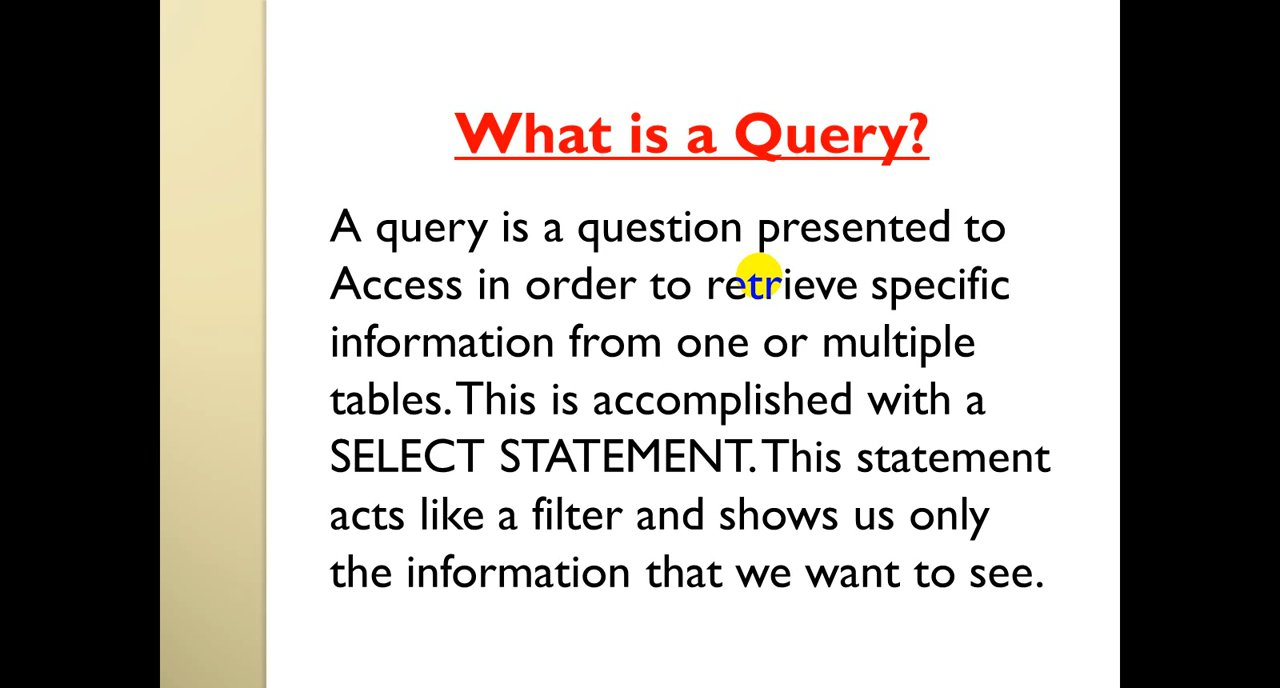 What is a Query?
A query is a question presented to
Access in order to retrieve specific
information from one or multiple
tables. This is accomplished with a
SELECT STATEMENT. This statement
acts like a filter and shows us only
the information that we want to see.